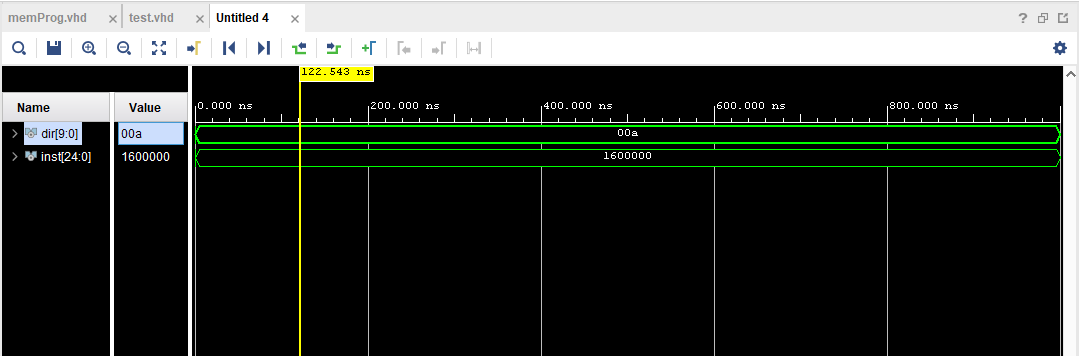 memProg.vhd × test.vhd × Untitled 4 × ?
122.543 ns
Name Value 0.000 ns 200.000 ns 400.000 ns 600.000 ns 800.000 ns
dir[9:0] 00a 00a
inst[24:0] 1600000 1600000